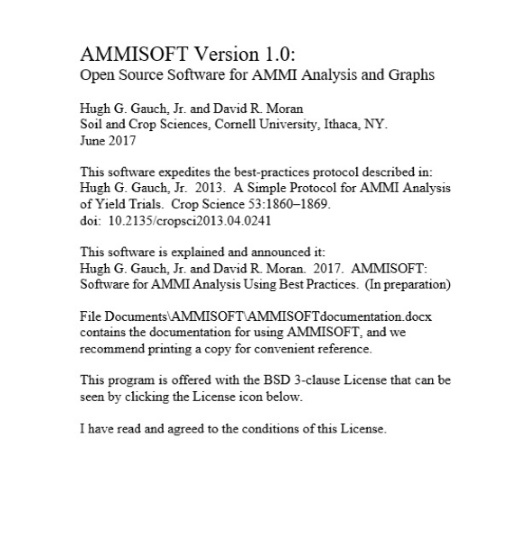 AMMISOFT Version 1.0:
Open Source Software for AMMI Analysis and Graphs
Hugh G. Gauch, Jr. and David R. Moran
Soil and Crop Sciences, Cornell University, Ithaca, NY.
June 2017
This software expedites the best-practices protocol described in:
Hugh G. Gauch, Jr.  2013.  A Simple Protocol for AMMI Analysis
of Yield Trials.  Crop Science 53:1860–1869.
doi:  10.2135/cropsci2013.04.0241
This software is explained and announced it:
Hugh G. Gauch, Jr. and David R. Moran.  2017.  AMMISOFT:
Software for AMMI Analysis Using Best Practices.  (In preparation)
File Documents\AMMISOFT\AMMISOFTdocumentation.docx
contains the documentation for using AMMISOFT, and we
recommend printing a copy for convenient reference.
This program is offered with the BSD 3-clause License that can be
seen by clicking the License icon below.
I have read and agreed to the conditions of this License.